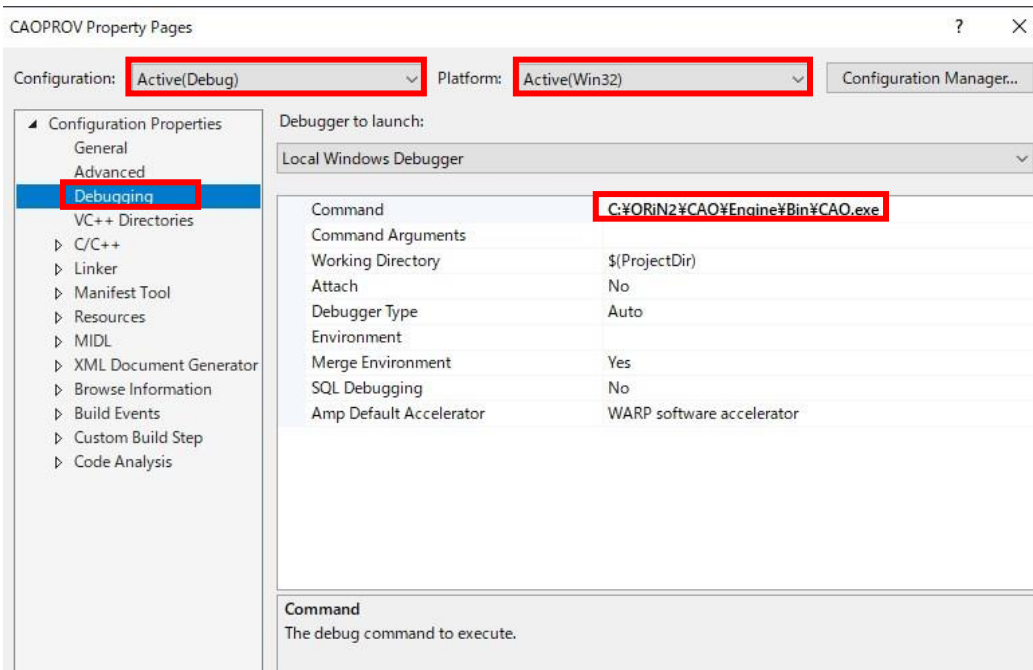 CAOPROV Property Pages ? ×
Configuration: Active(Debug) Platform: Active(Win32) Configuration Manager...
Configuration Properties
General
Advanced
Debugging
VC++ Directories
C/C++
Linker
Manifest Tool
Resources
MIDL
XML Document Generator
Browse Information
Build Events
Custom Build Step
Code Analysis
Debugger to launch:
Local Windows Debugger
Command C:¥ORiN2¥CAO¥Engine¥Bin¥CAO.exe
Command Arguments
Working Directory $(ProjectDir)
Attach No
Debugger Type Auto
Environment
Merge Environment Yes
SQL Debugging No
Amp Default Accelerator WARP software accelerator
Command
The debug command to execute.